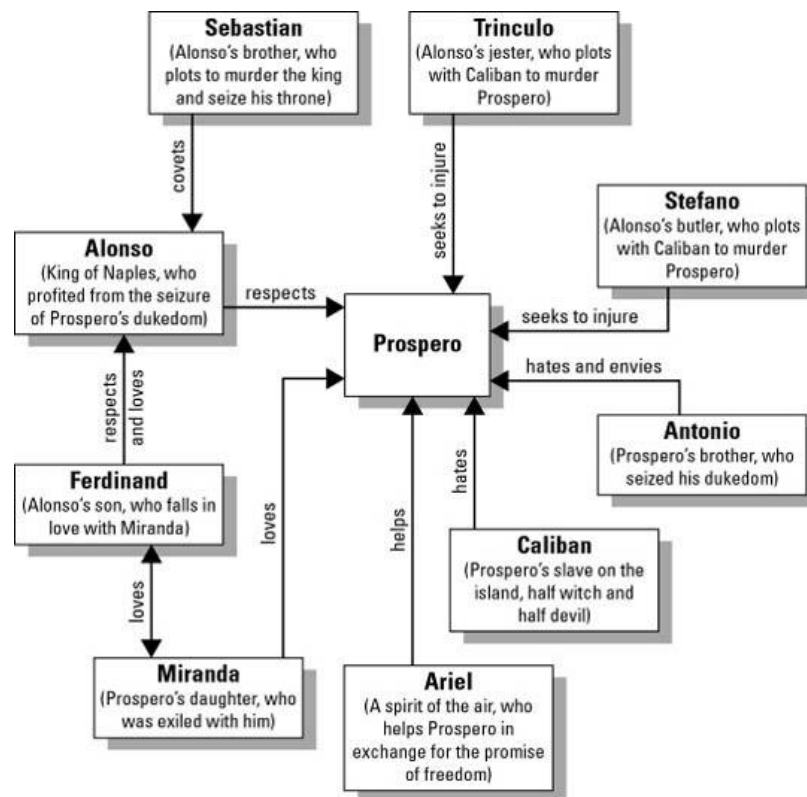 Sebastian
(Alonso's brother, who
plots to murder the king
and seize his throne)
Trinculo
(Alonso's jester, who plots
with Caliban to murder
Prospero)
covets
seeks to injure
Stefano
(Alonso's butler, who plots
with Caliban to murder
Prospero)
Alonso
(King of Naples, who
profited from the seizure
of Prospero's dukedom)
respects
Prospero
seeks to injure
hates and envies
respects
and loves
Antonio
(Prospero's brother, who
seized his dukedom)
Ferdinand
(Alonso's son, who falls in
love with Miranda)
loves
helps
hates
Caliban
(Prospero's slave on the
island, half witch and
half devil)
loves
Miranda
(Prospero's daughter, who
was exiled with him)
Ariel
(A spirit of the air, who
helps Prospero in
exchange for the promise
of freedom)